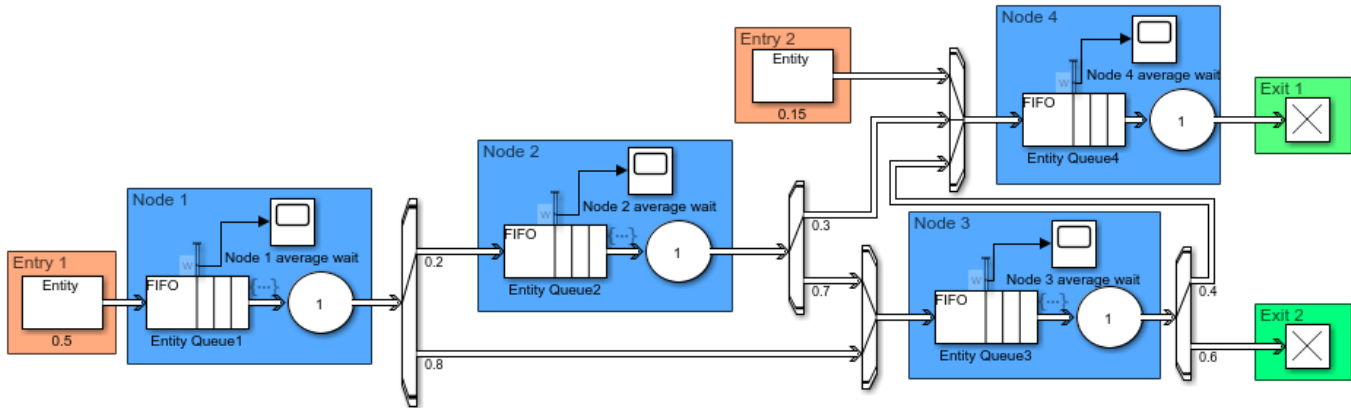 Entry 1
Entity
0.5
Node 1
FIFO
W
Node 1 average wait
{...}
1
Entity Queue1
0.2
0.8
Node 2
FIFO
W
Node 2 average wait
{...}
1
Entity Queue2
0.3
0.7
Entry 2
Entity
0.15
Node 4
FIFO
W
Node 4 average wait
1
Entity Queue4
Exit 1
Node 3
FIFO
W
Node 3 average wait
{...}
1
Entity Queue3
0.4
0.6
Exit 2